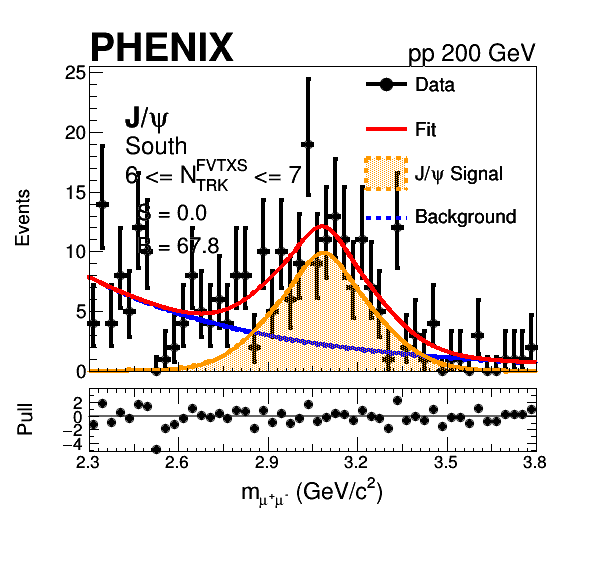 PHENIX pp 200 GeV
25
20
15
10
5
0
Events
J/ψ
South
6 <= N_TRK^FVTXS <= 7
S = 0.0
B = 67.8
Data
Fit
J/ψ Signal
Background
Pull
2
0
−2
−4
2.3 2.6 2.9 3.2 3.5 3.8
m_μ⁺μ⁻ (GeV/c²)